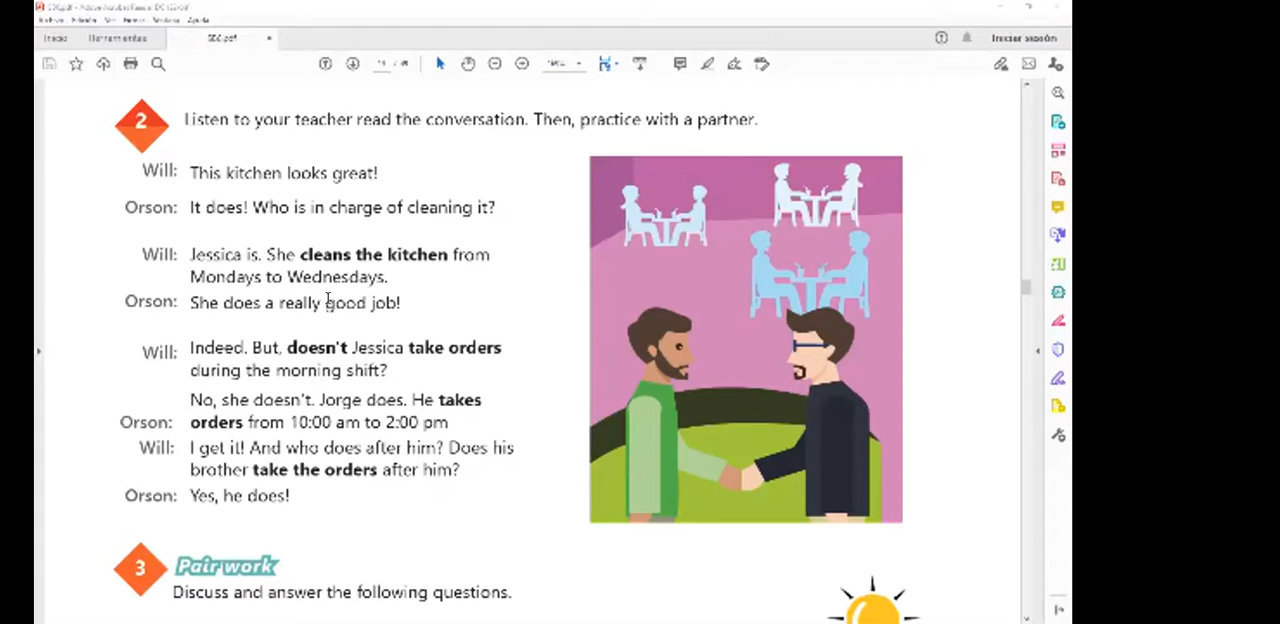 Inicio Herramientas SDC.pdf Iniciar sesión
2 Listen to your teacher read the conversation. Then, practice with a partner.
Will: This kitchen looks great!
Orson: It does! Who is in charge of cleaning it?
Will: Jessica is. She cleans the kitchen from
Mondays to Wednesdays.
Orson: She does a really good job!
Will: Indeed. But, doesn't Jessica take orders
during the morning shift?
No, she doesn't. Jorge does. He takes
Orson: orders from 10:00 am to 2:00 pm
Will: I get it! And who does after him? Does his
brother take the orders after him?
Orson: Yes, he does!
3 Pair work
Discuss and answer the following questions.